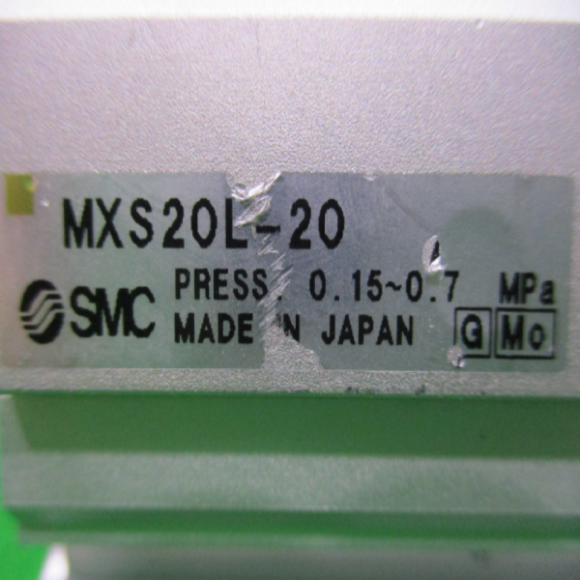 MXS20L-20
SMC
PRESS. 0.15~0.7 MPa
MADE IN JAPAN G Mo